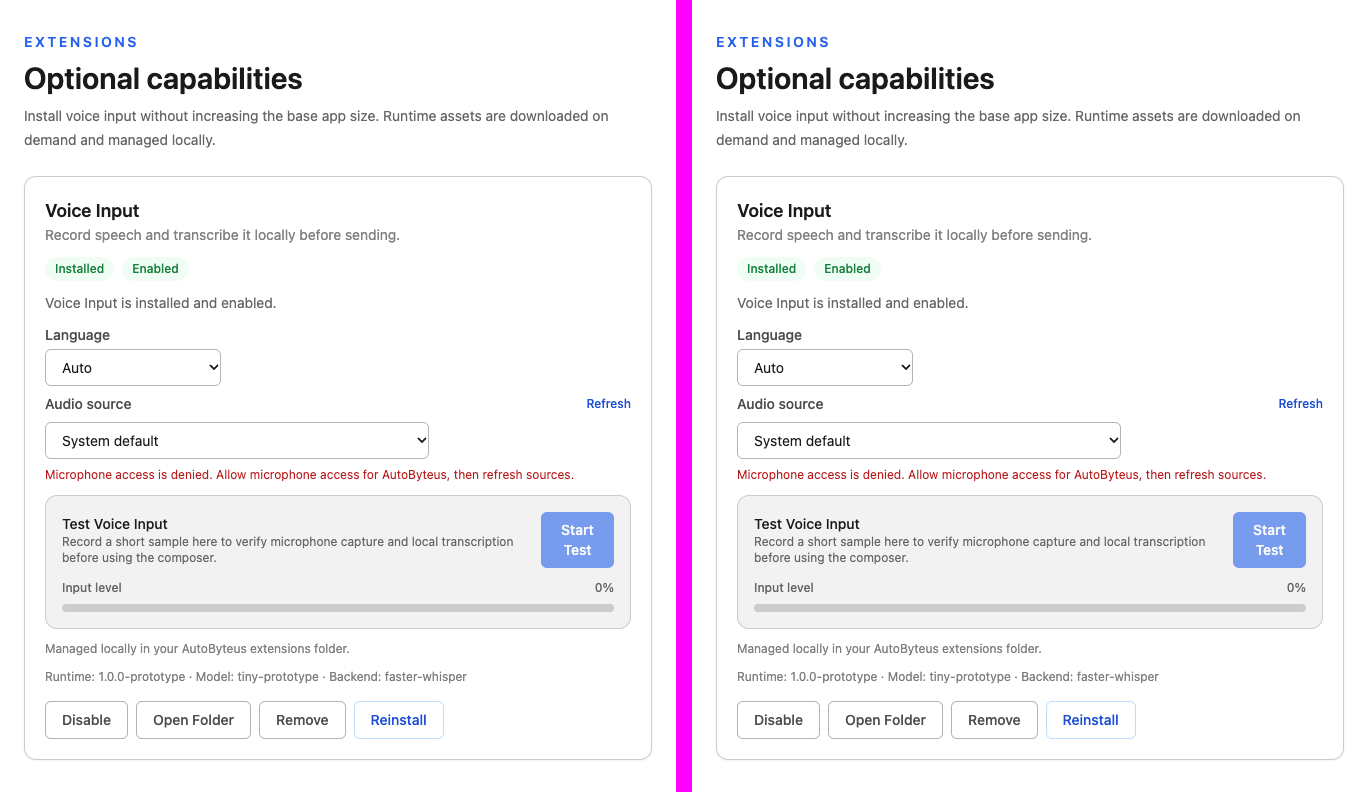 EXTENSIONS
Optional capabilities
Install voice input without increasing the base app size. Runtime assets are downloaded on
demand and managed locally.
Voice Input
Record speech and transcribe it locally before sending.
Installed Enabled
Voice Input is installed and enabled.
Language
Auto
Audio source Refresh
System default
Microphone access is denied. Allow microphone access for AutoByteus, then refresh sources.
Test Voice Input
Record a short sample here to verify microphone capture and local transcription
before using the composer.
Start
Test
Input level 0%
Managed locally in your AutoByteus extensions folder.
Runtime: 1.0.0-prototype · Model: tiny-prototype · Backend: faster-whisper
Disable Open Folder Remove Reinstall
EXTENSIONS
Optional capabilities
Install voice input without increasing the base app size. Runtime assets are downloaded on
demand and managed locally.
Voice Input
Record speech and transcribe it locally before sending.
Installed Enabled
Voice Input is installed and enabled.
Language
Auto
Audio source Refresh
System default
Microphone access is denied. Allow microphone access for AutoByteus, then refresh sources.
Test Voice Input
Record a short sample here to verify microphone capture and local transcription
before using the composer.
Start
Test
Input level 0%
Managed locally in your AutoByteus extensions folder.
Runtime: 1.0.0-prototype · Model: tiny-prototype · Backend: faster-whisper
Disable Open Folder Remove Reinstall